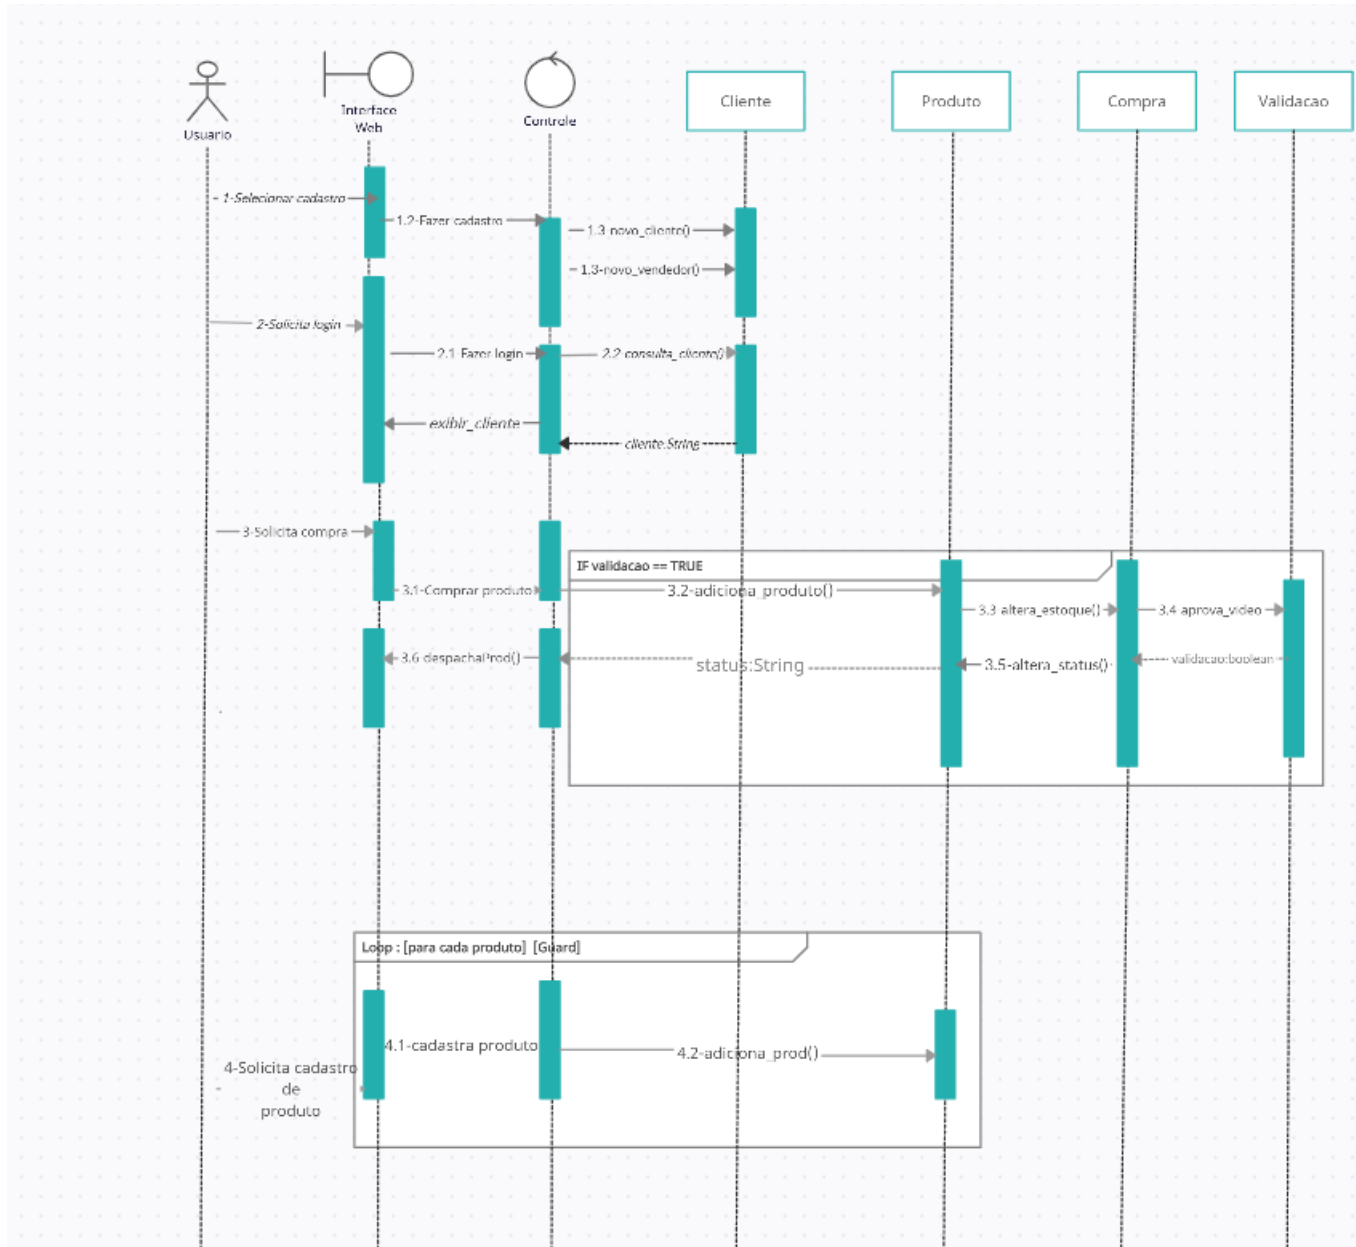 Usuario
Interface
Web
Controle
Cliente
Produto
Compra
Validacao
1-Selecionar cadastro
1.2-Fazer cadastro
1.3 novo_cliente()
1.3-novo_vendedor()
2-Solicita login
2.1 Fazer login
2.2 consulta_cliente()
exibir_cliente
cliente:String
3-Solicita compra
IF validacao == TRUE
3.1-Comprar produto
3.2-adiciona_produto()
3.3 altera_estoque()
3.4 aprova_video
3.6 despachaProd()
status:String
3.5-altera_status()
validacao:boolean
Loop : [para cada produto] [Guard]
4.1-cadastra produto
4.2-adiciona_prod()
4-Solicita cadastro
de
produto